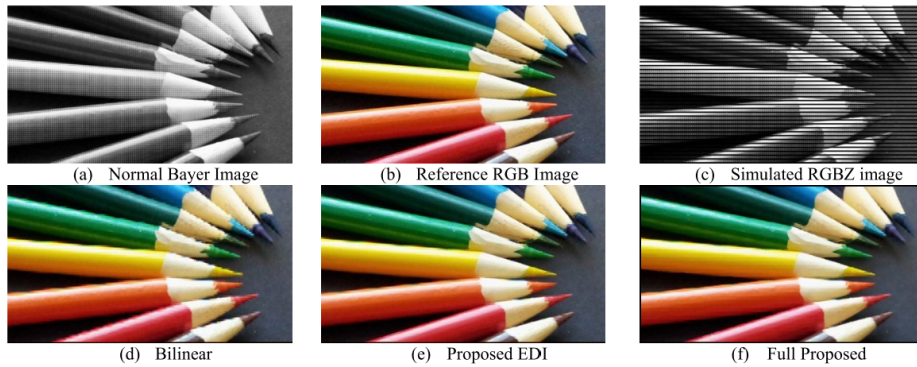 (a) Normal Bayer Image
(b) Reference RGB Image
(c) Simulated RGBZ image
(d) Bilinear
(e) Proposed EDI
(f) Full Proposed